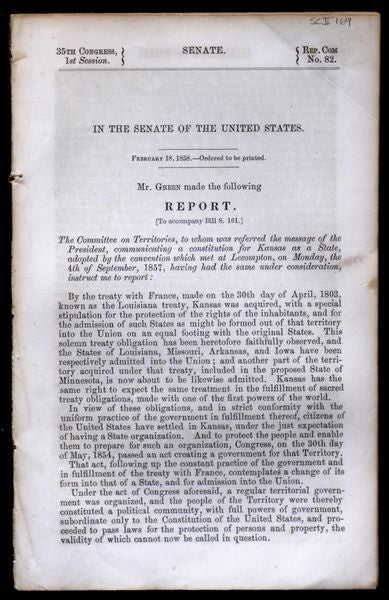 SC II 169
35TH CONGRESS,
1st Session.
SENATE.
REP. COM
No. 82.
IN THE SENATE OF THE UNITED STATES.
FEBRUARY 18, 1858.—Ordered to be printed.
Mr. GREEN made the following
REPORT.
[To accompany Bill S. 161.]
The Committee on Territories, to whom was referred the message of the
President, communicating a constitution for Kansas as a State,
adopted by the convention which met at Lecompton, on Monday, the
4th of September, 1857, having had the same under consideration,
instruct me to report:
By the treaty with France, made on the 30th day of April, 1803,
known as the Louisiana treaty, Kansas was acquired, with a special
stipulation for the protection of the rights of the inhabitants, and for
the admission of such States as might be formed out of that territory
into the Union on an equal footing with the original States. This
solemn treaty obligation has been heretofore faithfully observed, and
the States of Louisiana, Missouri, Arkansas, and Iowa have been
respectively admitted into the Union; and another part of the terri-
tory acquired under that treaty, included in the proposed State of
Minnesota, is now about to be likewise admitted. Kansas has the
same right to expect the same treatment in the fulfillment of sacred
treaty obligations, made with one of the first powers of the world.
In view of these obligations, and in strict conformity with the
uniform practice of the government in fulfillment thereof, citizens of
the United States have settled in Kansas, under the just expectation
of having a State organization. And to protect the people and enable
them to prepare for such an organization, Congress, on the 30th day
of May, 1854, passed an act creating a government for that Territory.
That act, following up the constant practice of the government and
in fulfillment of the treaty with France, contemplates a change of its
form into that of a State, and for admission into the Union.
Under the act of Congress aforesaid, a regular territorial govern-
ment was organized, and the people of the Territory were thereby
constituted a political community, with full powers of government,
subordinate only to the Constitution of the United States, and pro-
ceeded to pass laws for the protection of persons and property, the
validity of which cannot now be called in question.